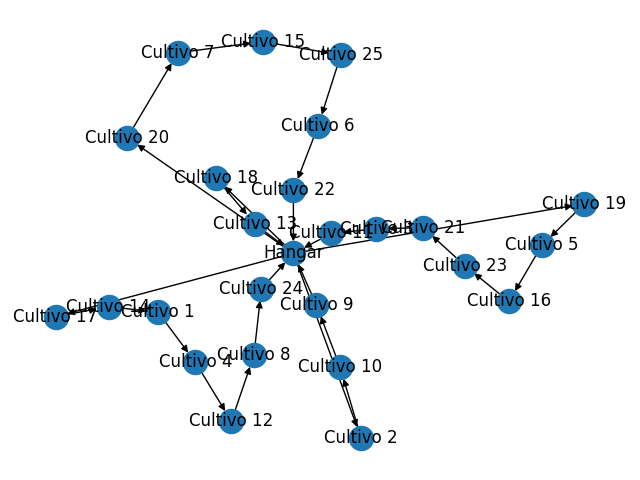 Cultivo 15
Cultivo 7
Cultivo 25
Cultivo 6
Cultivo 20
Cultivo 18
Cultivo 22
Cultivo 19
Cultivo 13
Cultivo 11
Cultivo 3
Cultivo 21
Cultivo 5
Hangar
Cultivo 23
Cultivo 24
Cultivo 16
Cultivo 9
Cultivo 14
Cultivo 1
Cultivo 17
Cultivo 8
Cultivo 4
Cultivo 10
Cultivo 12
Cultivo 2